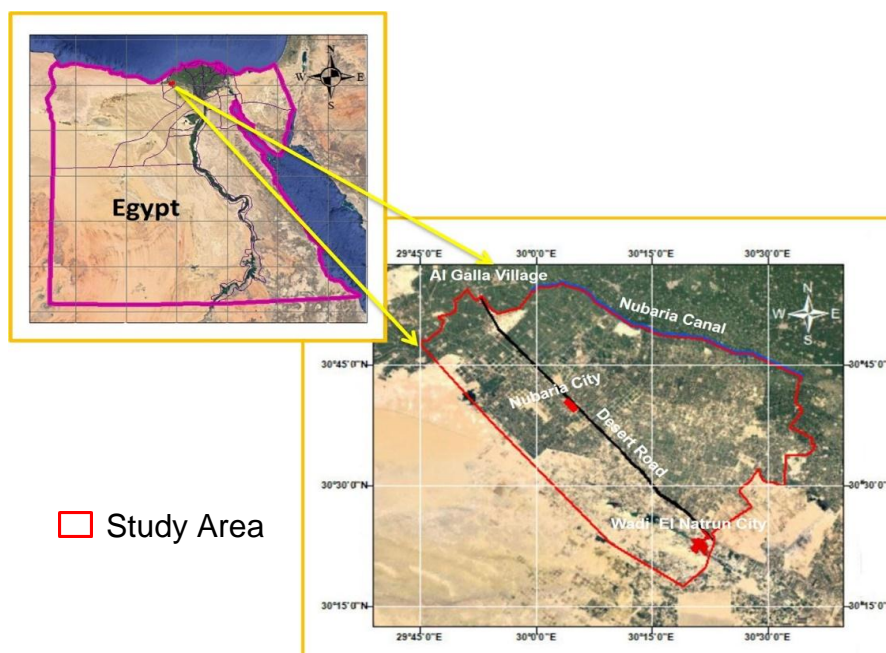 N
W E
S
Egypt
29°45'0"E 30°0'0"E 30°15'0"E 30°30'0"E
Al Galla Village
Nubaria Canal
N
W E
S
30°45'0"N 30°45'0"N
Nubaria City
Desert Road
30°30'0"N 30°30'0"N
Study Area
Wadi El Natrun City
30°15'0"N 30°15'0"N
29°45'0"E 30°0'0"E 30°15'0"E 30°30'0"E